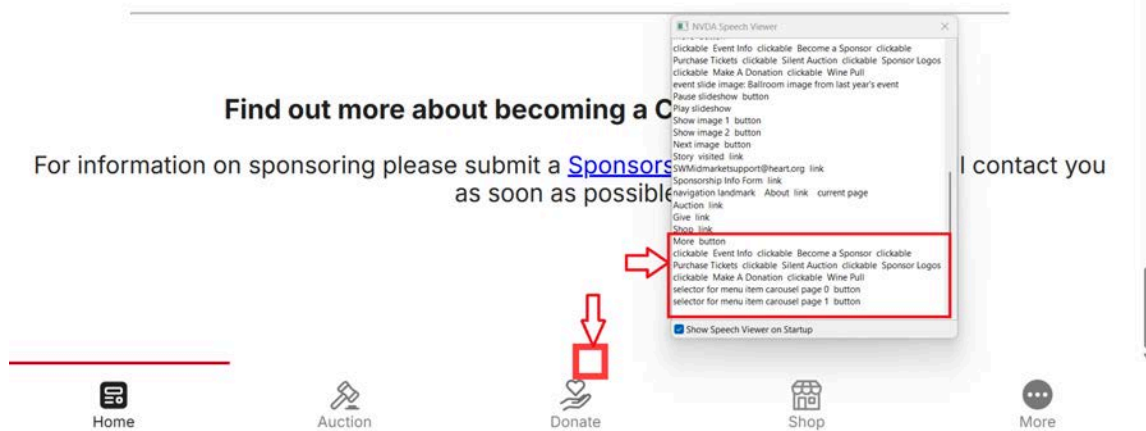 NVDA Speech Viewer
clickable Event Info clickable Become a Sponsor clickable
Purchase Tickets clickable Silent Auction clickable Sponsor Logos
clickable Make A Donation clickable Wine Pull
event slide image: Ballroom image from last year's event
Pause slideshow button
Play slideshow
Show image 1 button
Show image 2 button
Next image button
Story visited link
SWMidmarketsupport@heart.org link
Sponsorship Info Form link
navigation landmark About link current page
Auction link
Give link
Shop link
More button
clickable Event Info clickable Become a Sponsor clickable
Purchase Tickets clickable Silent Auction clickable Sponsor Logos
clickable Make A Donation clickable Wine Pull
selector for menu item carousel page 0 button
selector for menu item carousel page 1 button
Show Speech Viewer on Startup
Find out more about becoming a C
For information on sponsoring please submit a Sponsors l contact you
as soon as possible
Home
Auction
Donate
Shop
More